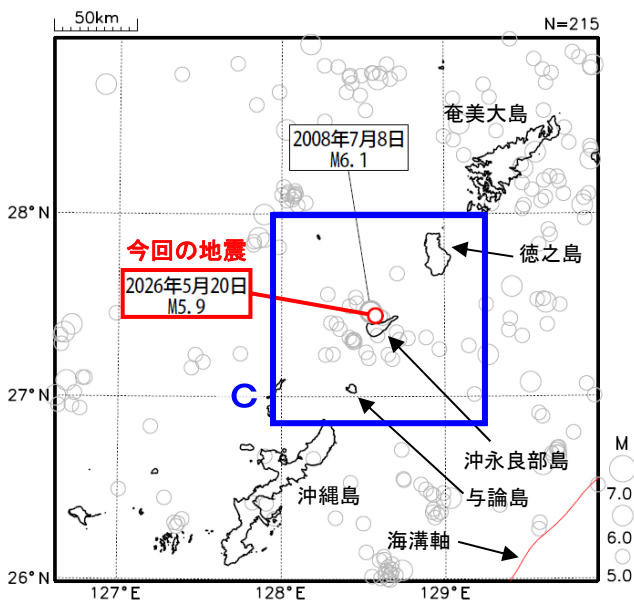 50km
N=215
奄美大島
2008年7月8日
M6.1
28°N
今回の地震
徳之島
2026年5月20日
M5.9
27°N
C
沖永良部島
M
沖縄島
与論島
7.0
海溝軸
6.0
26°N
5.0
127°E
128°E
129°E